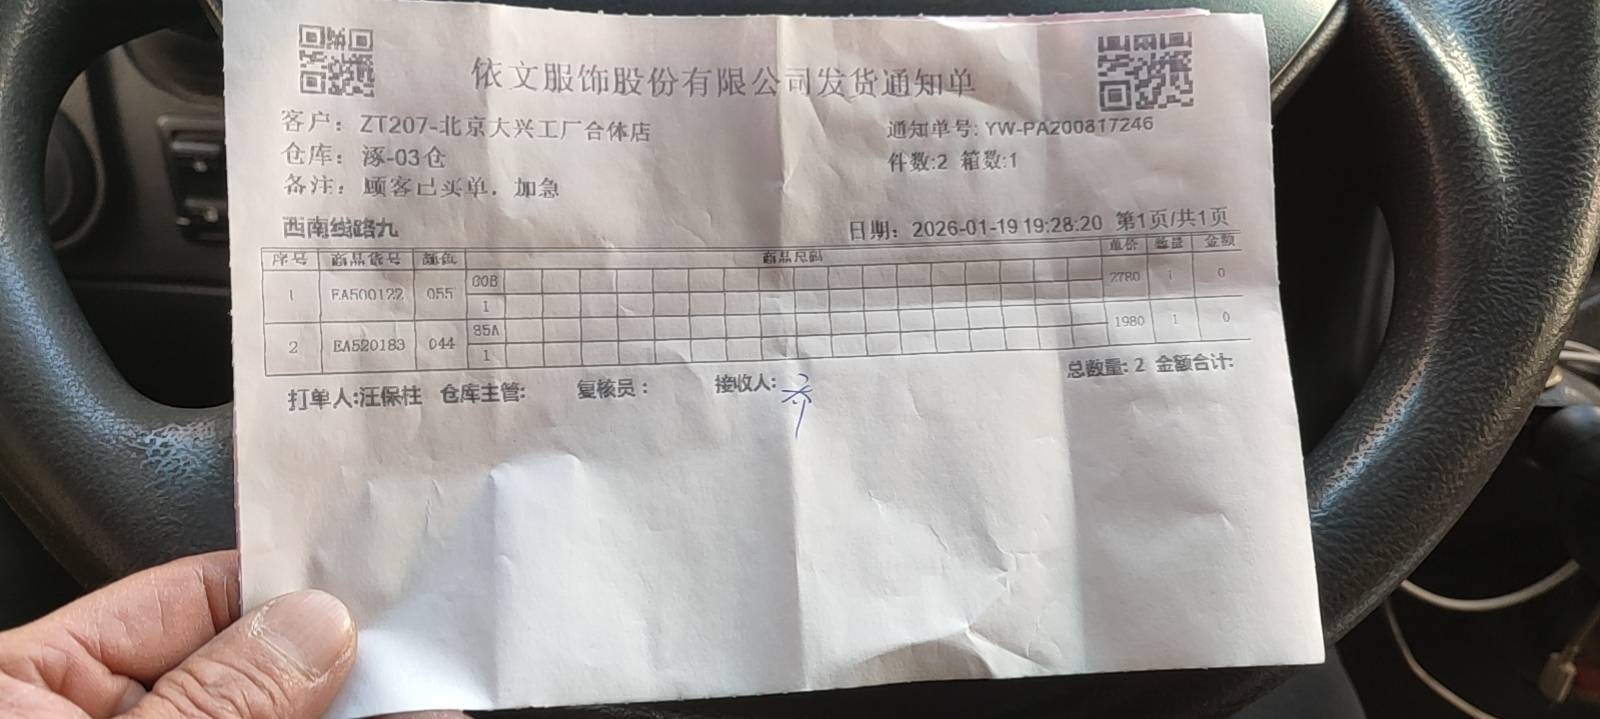 依文服饰股份有限公司发货通知单
客户：ZT207-北京大兴工厂合体店
通知单号: YW-PA200817246
仓库：涿-03仓
件数:2 箱数:1
备注：顾客已买单，加急
西南线路九
日期：2026-01-19 19:28:20 第1页/共1页
序号 商品货号 颜色 商品尺码 单价 数量 金额
1 EA500122 055 80B 2780 1 0
1
2 EA520183 044 85A 1980 1 0
1
总数量: 2 金额合计:
打单人:汪保柱 仓库主管: 复核员： 接收人: